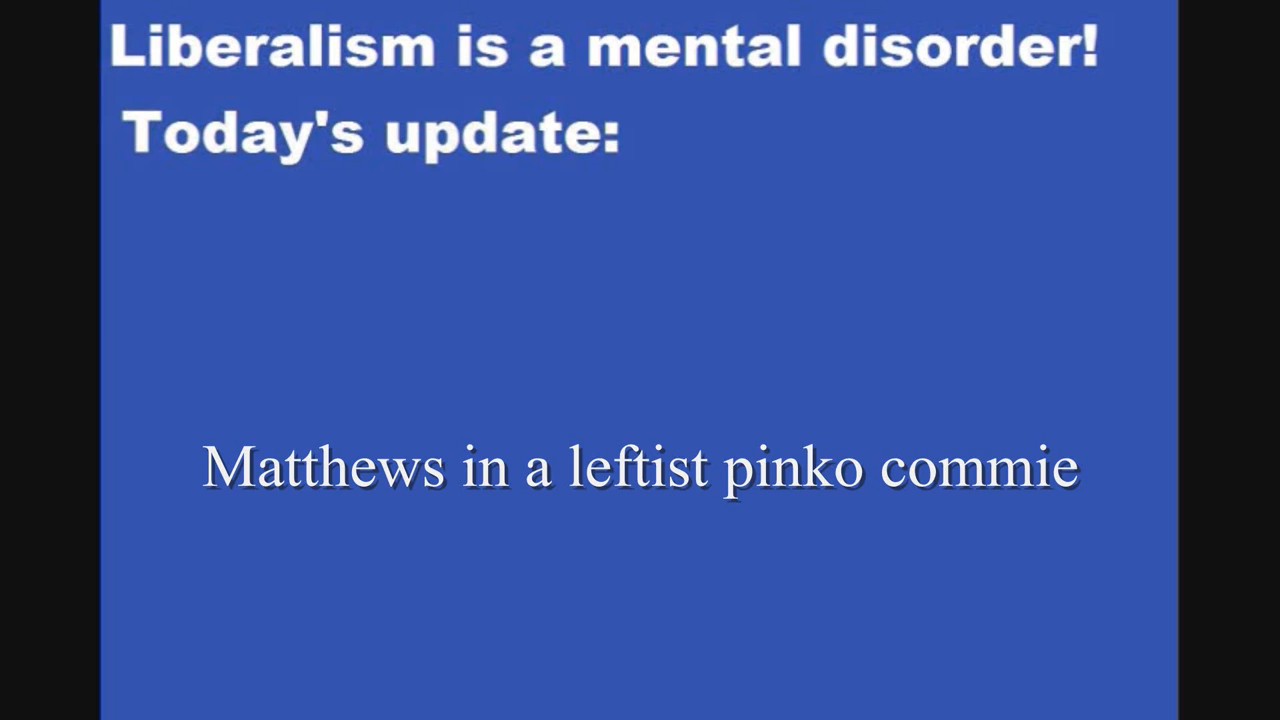 Liberalism is a mental disorder!
Today's update:
Matthews in a leftist pinko commie